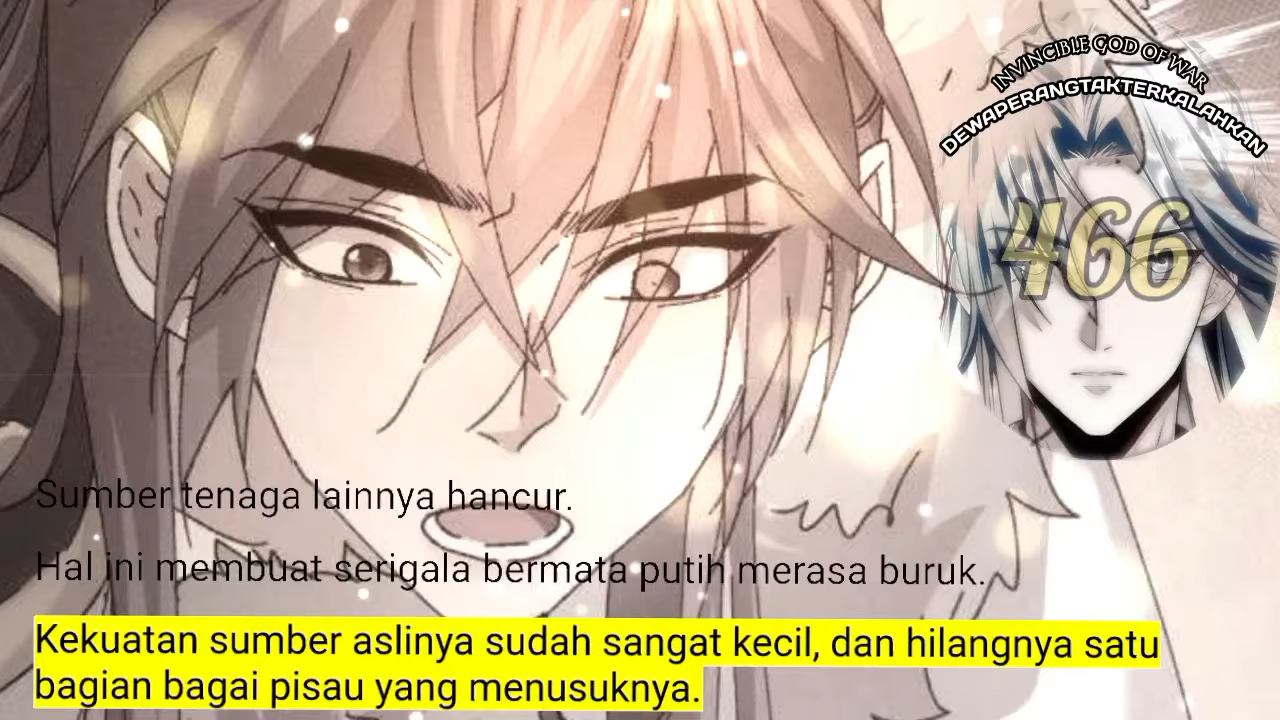 INVINCIBLE GOD OF WAR
DEWAPERANGTAKTERKALAHKAN
466
Sumber tenaga lainnya hancur.
Hal ini membuat serigala bermata putih merasa buruk.
Kekuatan sumber aslinya sudah sangat kecil, dan hilangnya satu
bagian bagai pisau yang menusuknya.